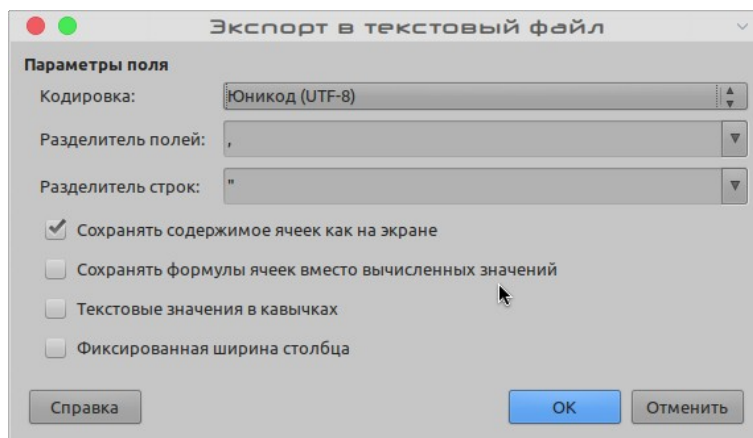 Экспорт в текстовый файл
Параметры поля
Кодировка: Юникод (UTF-8)
Разделитель полей: ,
Разделитель строк: "
Сохранять содержимое ячеек как на экране
Сохранять формулы ячеек вместо вычисленных значений
Текстовые значения в кавычках
Фиксированная ширина столбца
Справка OK Отменить